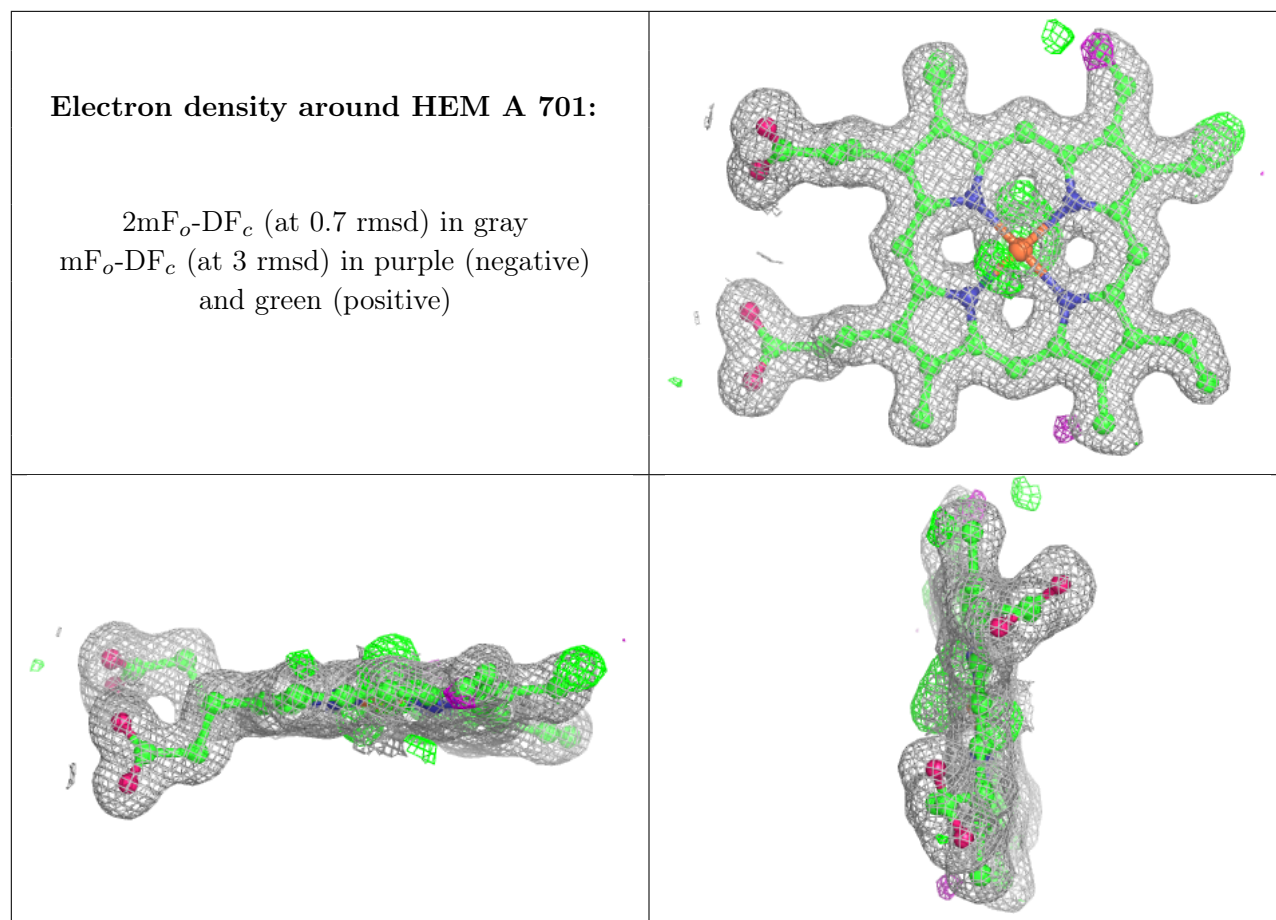 Electron density around HEM A 701:
2mFₒ-DF𝒸 (at 0.7 rmsd) in gray
mFₒ-DF𝒸 (at 3 rmsd) in purple (negative)
and green (positive)